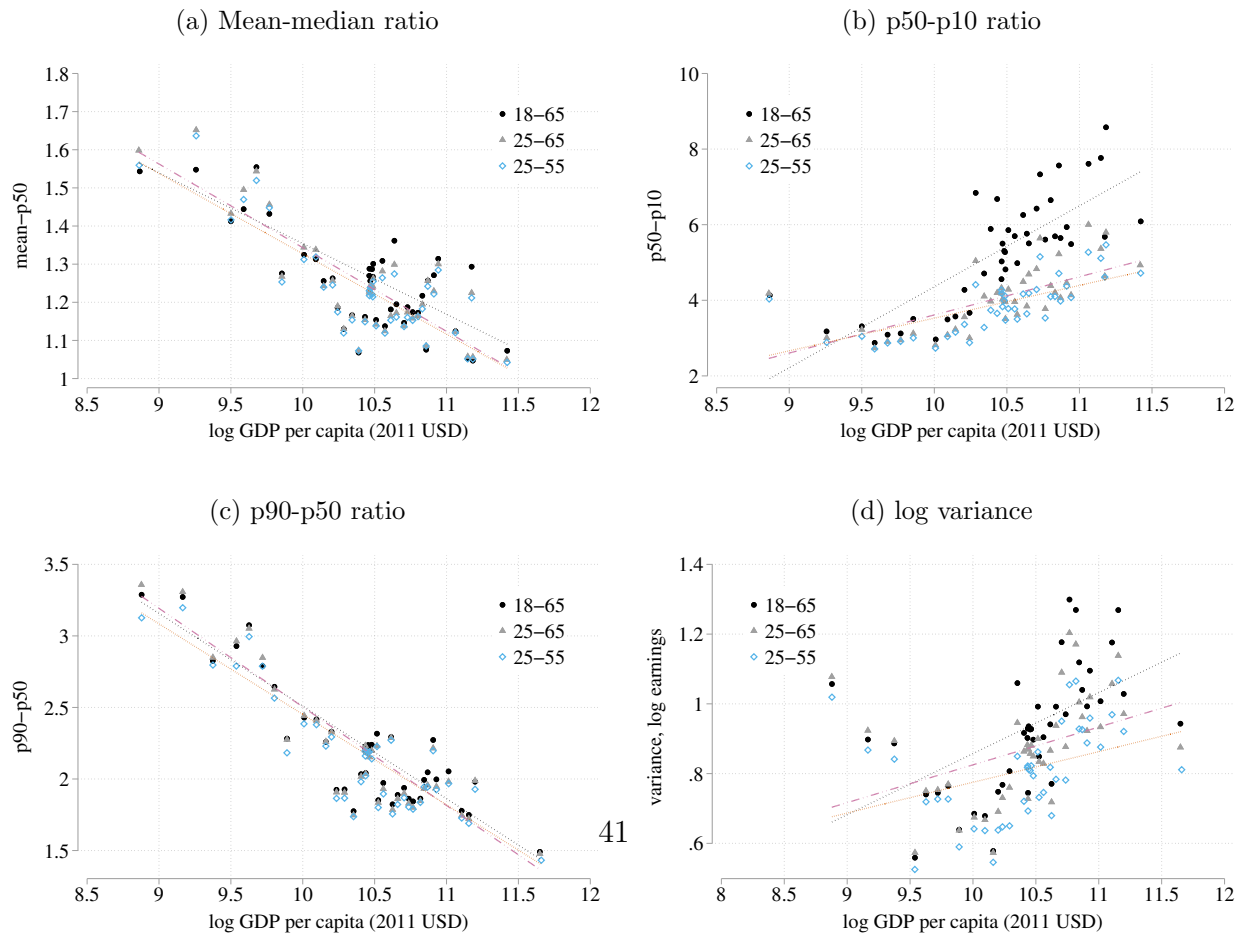 (a) Mean-median ratio
1.8
1.7
1.6
1.5
1.4
1.3
1.2
1.1
1
mean–p50
18–65
25–65
25–55
8.5 9 9.5 10 10.5 11 11.5 12
log GDP per capita (2011 USD)
(b) p50-p10 ratio
10
8
6
4
2
p50–p10
18–65
25–65
25–55
8.5 9 9.5 10 10.5 11 11.5 12
log GDP per capita (2011 USD)
(c) p90-p50 ratio
3.5
3
2.5
2
1.5
p90–p50
18–65
25–65
25–55
8.5 9 9.5 10 10.5 11 11.5 12
log GDP per capita (2011 USD)
(d) log variance
1.4
1.2
1
.8
.6
variance, log earnings
18–65
25–65
25–55
8 8.5 9 9.5 10 10.5 11 11.5 12
log GDP per capita (2011 USD)
41